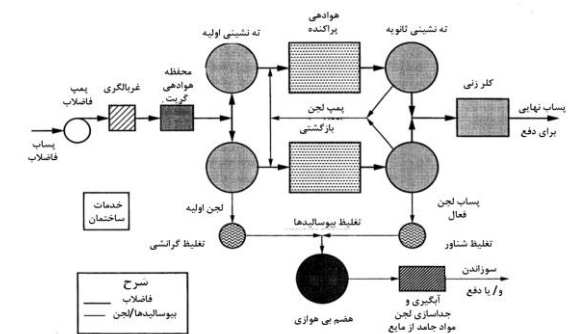 ته نشینی اولیه
هوادهی
پراکنده
ته نشینی ثانویه
پمپ
فاضلاب
غربالگری
محفظه
هوادهی
گریت
کلر زنی
پساب نهایی
برای دفع
پمپ لجن
بازگشتی
پساب
فاضلاب
خدمات
ساختمان
لجن اولیه
تغلیظ بیوسالیدها
پساب لجن
فعال
تغلیظ گرانشی
تغلیظ شناور
شرح
فاضلاب
بیوسالیدها/لجن
هضم بی هوازی
آبگیری و
جداسازی لجن
مواد جامد از مایع
سوزاندن
و/ یا دفع